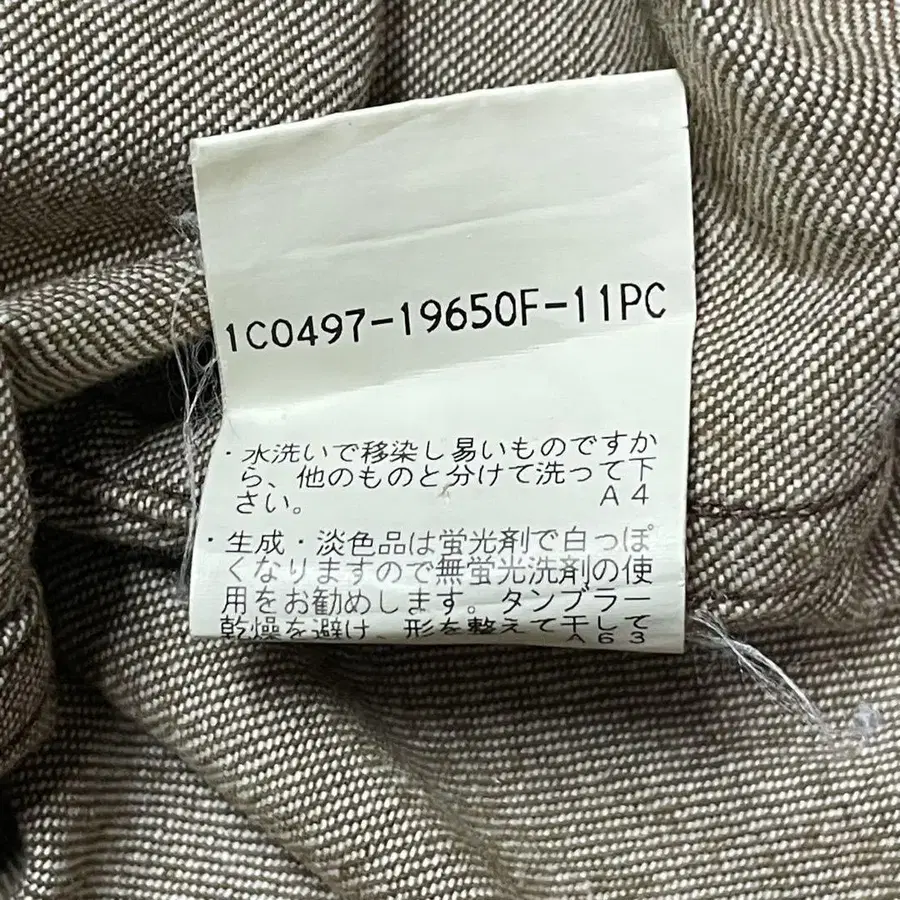 1C0497-19650F-11PC
・水洗いで移染し易いものですか
ら、他のものと分けて洗って下
さい。 A4
・生成・淡色品は蛍光剤で白っぽ
くなりますので無蛍光洗剤の使
用をお勧めします。タンブラー
乾燥を避け、形を整えて干して
A63